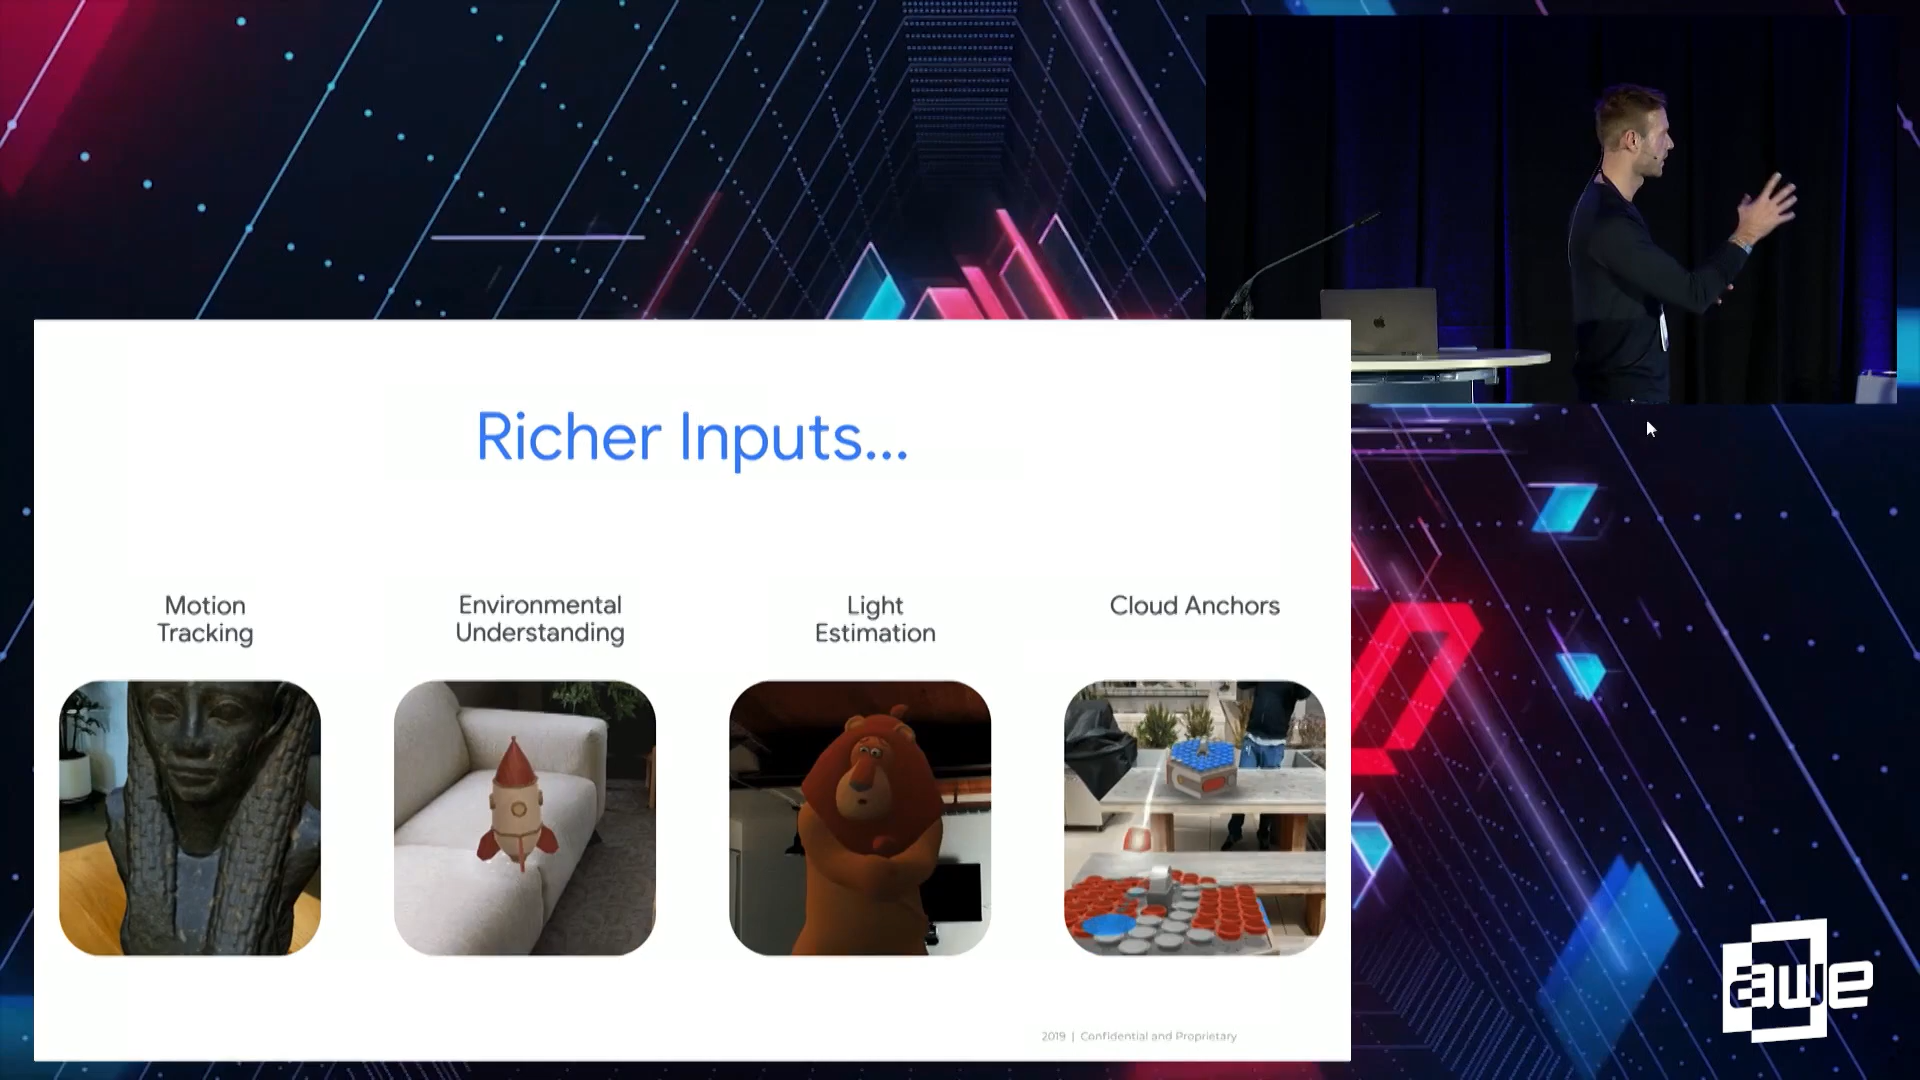 Richer Inputs...
Motion
Tracking
Environmental
Understanding
Light
Estimation
Cloud Anchors
2019 | Confidential and Proprietary
awe